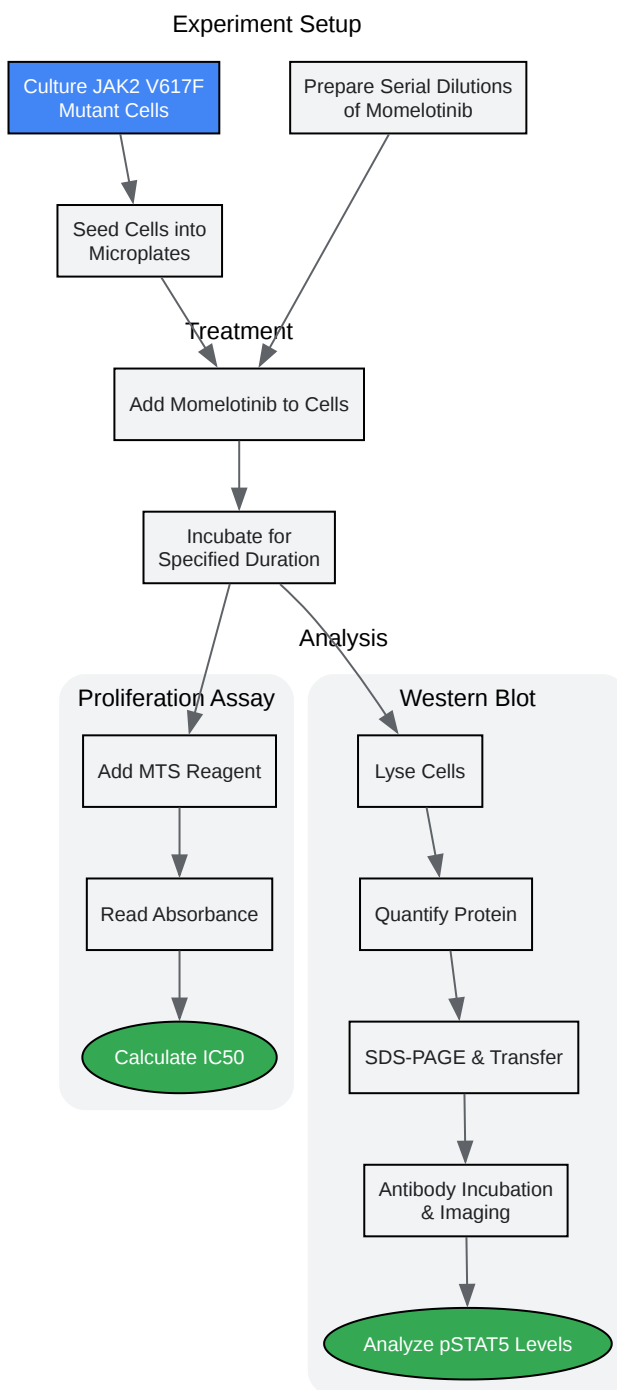 Experiment Setup
Culture JAK2 V617F
Mutant Cells
Prepare Serial Dilutions
of Momelotinib
Seed Cells into
Microplates
Treatment
Add Momelotinib to Cells
Incubate for
Specified Duration
Analysis
Proliferation Assay
Add MTS Reagent
Read Absorbance
Calculate IC50
Western Blot
Lyse Cells
Quantify Protein
SDS-PAGE & Transfer
Antibody Incubation
& Imaging
Analyze pSTAT5 Levels